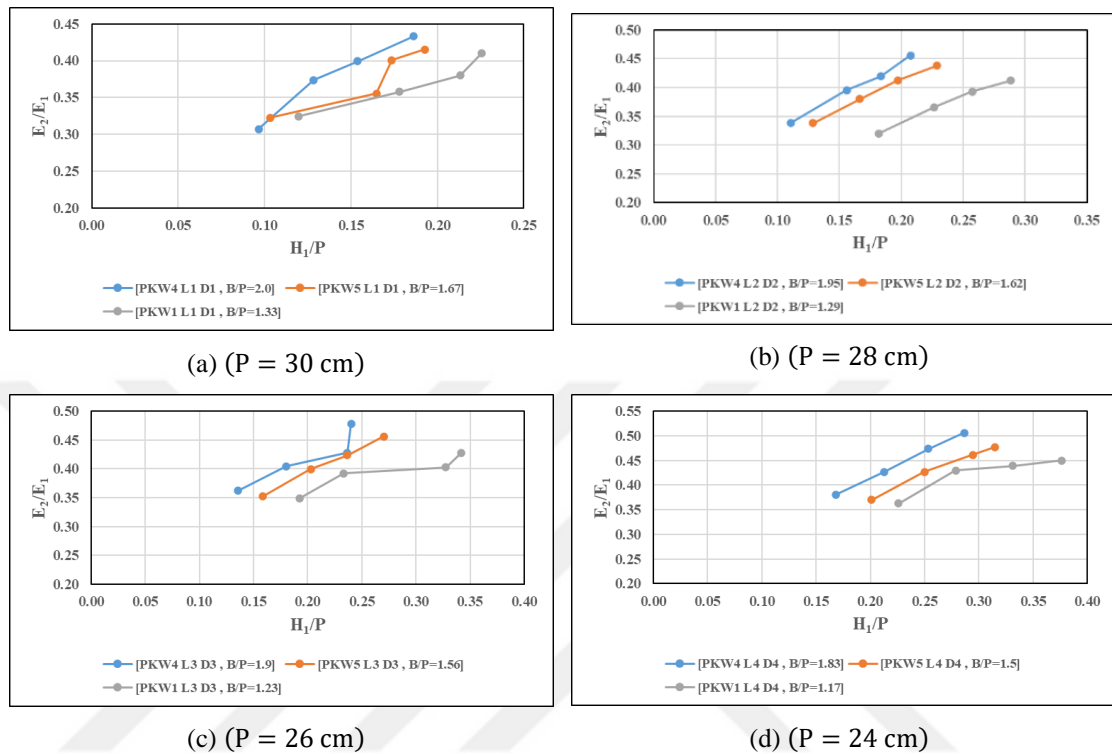 0.45
0.40
0.35
0.30
0.25
0.20
E₂/E₁
0.00 0.05 0.10 0.15 0.20 0.25
H₁/P
[PKW4 L1 D1 , B/P=2.0] [PKW5 L1 D1 , B/P=1.67]
[PKW1 L1 D1 , B/P=1.33]
(a) (P = 30 cm)
0.50
0.45
0.40
0.35
0.30
0.25
0.20
E₂/E₁
0.00 0.05 0.10 0.15 0.20 0.25 0.30 0.35
H₁/P
[PKW4 L2 D2 , B/P=1.95] [PKW5 L2 D2 , B/P=1.62]
[PKW1 L2 D2 , B/P=1.29]
(b) (P = 28 cm)
0.50
0.45
0.40
0.35
0.30
0.25
0.20
E₂/E₁
0.00 0.05 0.10 0.15 0.20 0.25 0.30 0.35 0.40
H₁/P
[PKW4 L3 D3 , B/P=1.9] [PKW5 L3 D3 , B/P=1.56]
[PKW1 L3 D3 , B/P=1.23]
(c) (P = 26 cm)
0.55
0.50
0.45
0.40
0.35
0.30
0.25
0.20
E₂/E₁
0.00 0.05 0.10 0.15 0.20 0.25 0.30 0.35 0.40
H₁/P
[PKW4 L4 D4 , B/P=1.83] [PKW5 L4 D4 , B/P=1.5]
[PKW1 L4 D4 , B/P=1.17]
(d) (P = 24 cm)